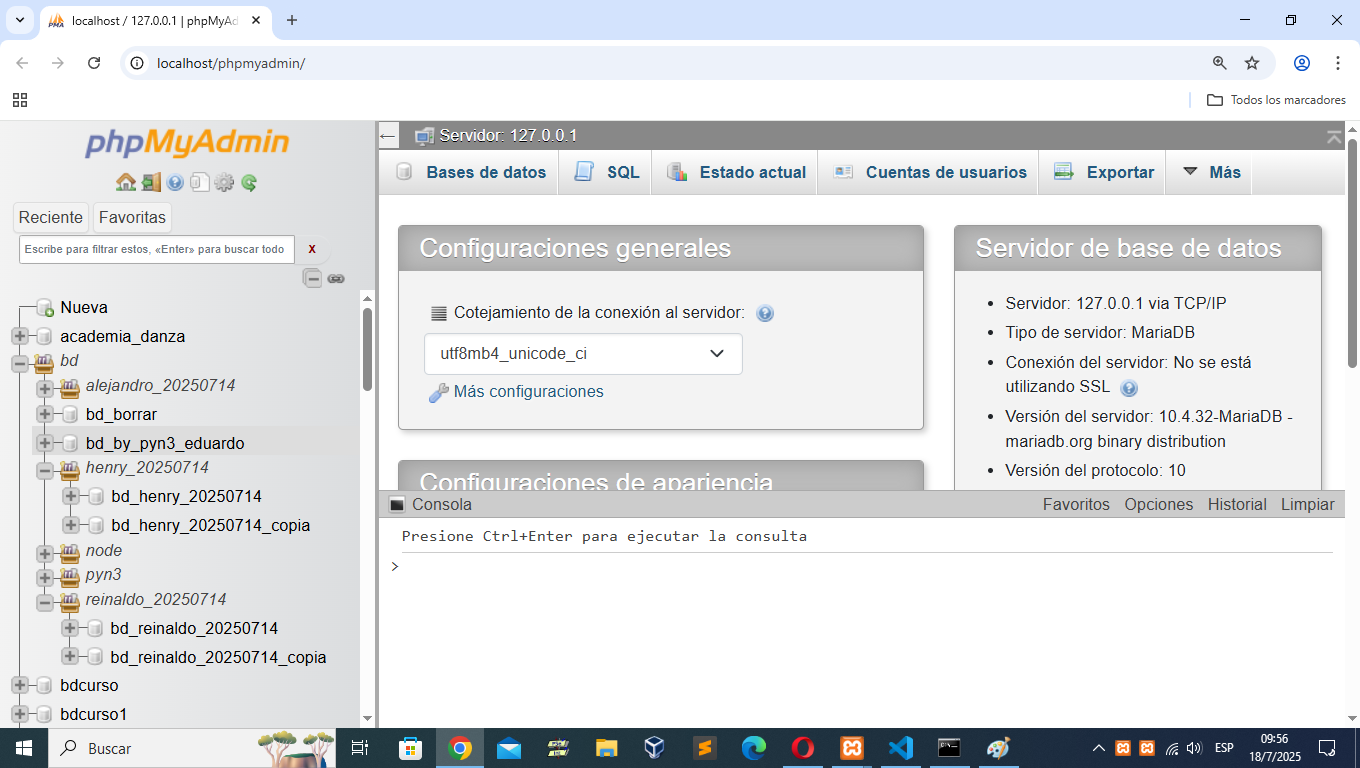 localhost / 127.0.0.1 | phpMyAd
localhost/phpmyadmin/
Todos los marcadores
phpMyAdmin
Reciente Favoritas
Escribe para filtrar estos, «Enter» para buscar todo X
Nueva
academia_danza
bd
alejandro_20250714
bd_borrar
bd_by_pyn3_eduardo
henry_20250714
bd_henry_20250714
bd_henry_20250714_copia
node
pyn3
reinaldo_20250714
bd_reinaldo_20250714
bd_reinaldo_20250714_copia
bdcurso
bdcurso1
Servidor: 127.0.0.1
Bases de datos SQL Estado actual Cuentas de usuarios Exportar Más
Configuraciones generales
Cotejamiento de la conexión al servidor:
utf8mb4_unicode_ci
Más configuraciones
Configuraciones de apariencia
Servidor de base de datos
Servidor: 127.0.0.1 via TCP/IP
Tipo de servidor: MariaDB
Conexión del servidor: No se está
utilizando SSL
Versión del servidor: 10.4.32-MariaDB -
mariadb.org binary distribution
Versión del protocolo: 10
Consola Favoritos Opciones Historial Limpiar
Presione Ctrl+Enter para ejecutar la consulta
>
Buscar
ESP
09:56
18/7/2025